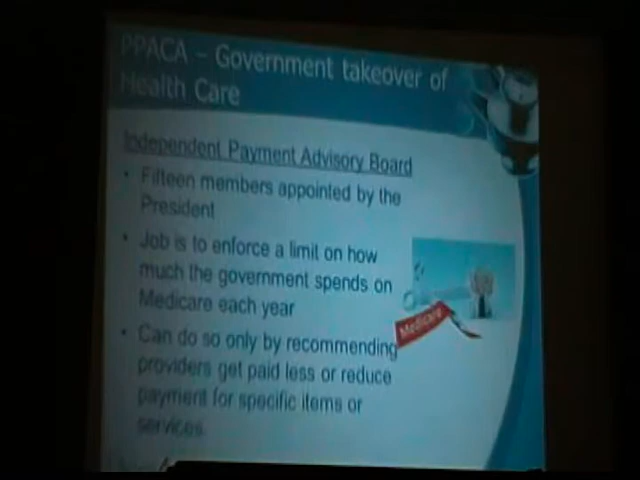 PPACA – Government takeover of
Health Care
Independent Payment Advisory Board
• Fifteen members appointed by the
President
• Job is to enforce a limit on how
much the government spends on
Medicare each year
• Can do so only by recommending
providers get paid less or reduce
payment for specific items or
services.
Medicare